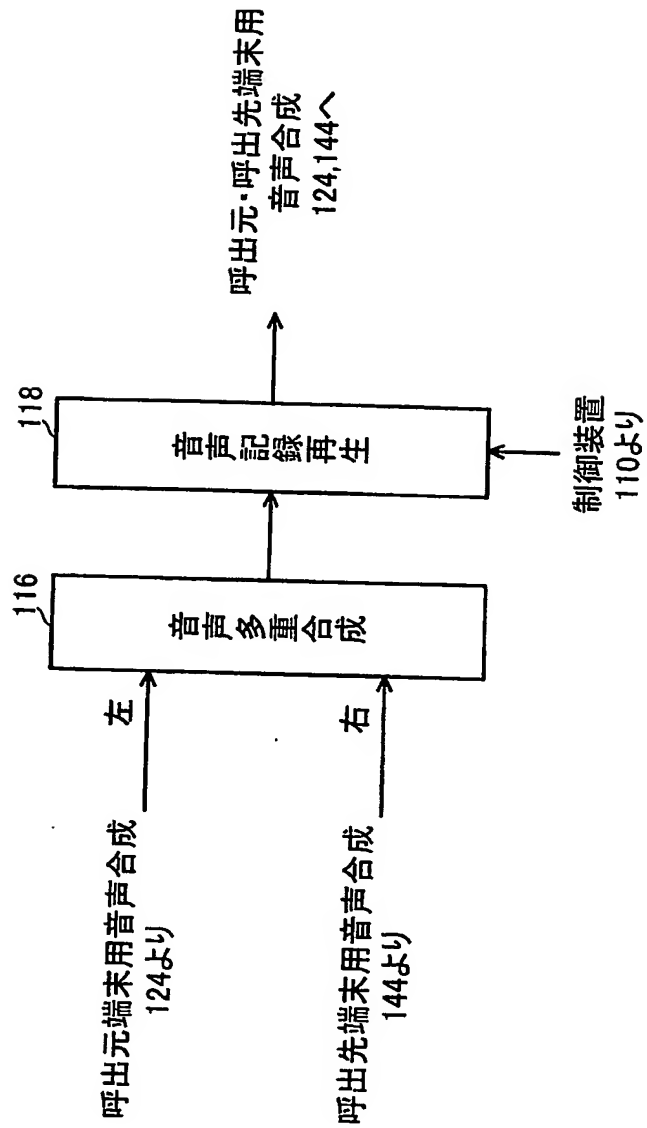 呼出元端末用音声合成
124より
左
呼出先端末用音声合成
144より
右
116
音声多重合成
118
音声記録再生
制御装置
110より
呼出元・呼出先端末用
音声合成
124,144へ